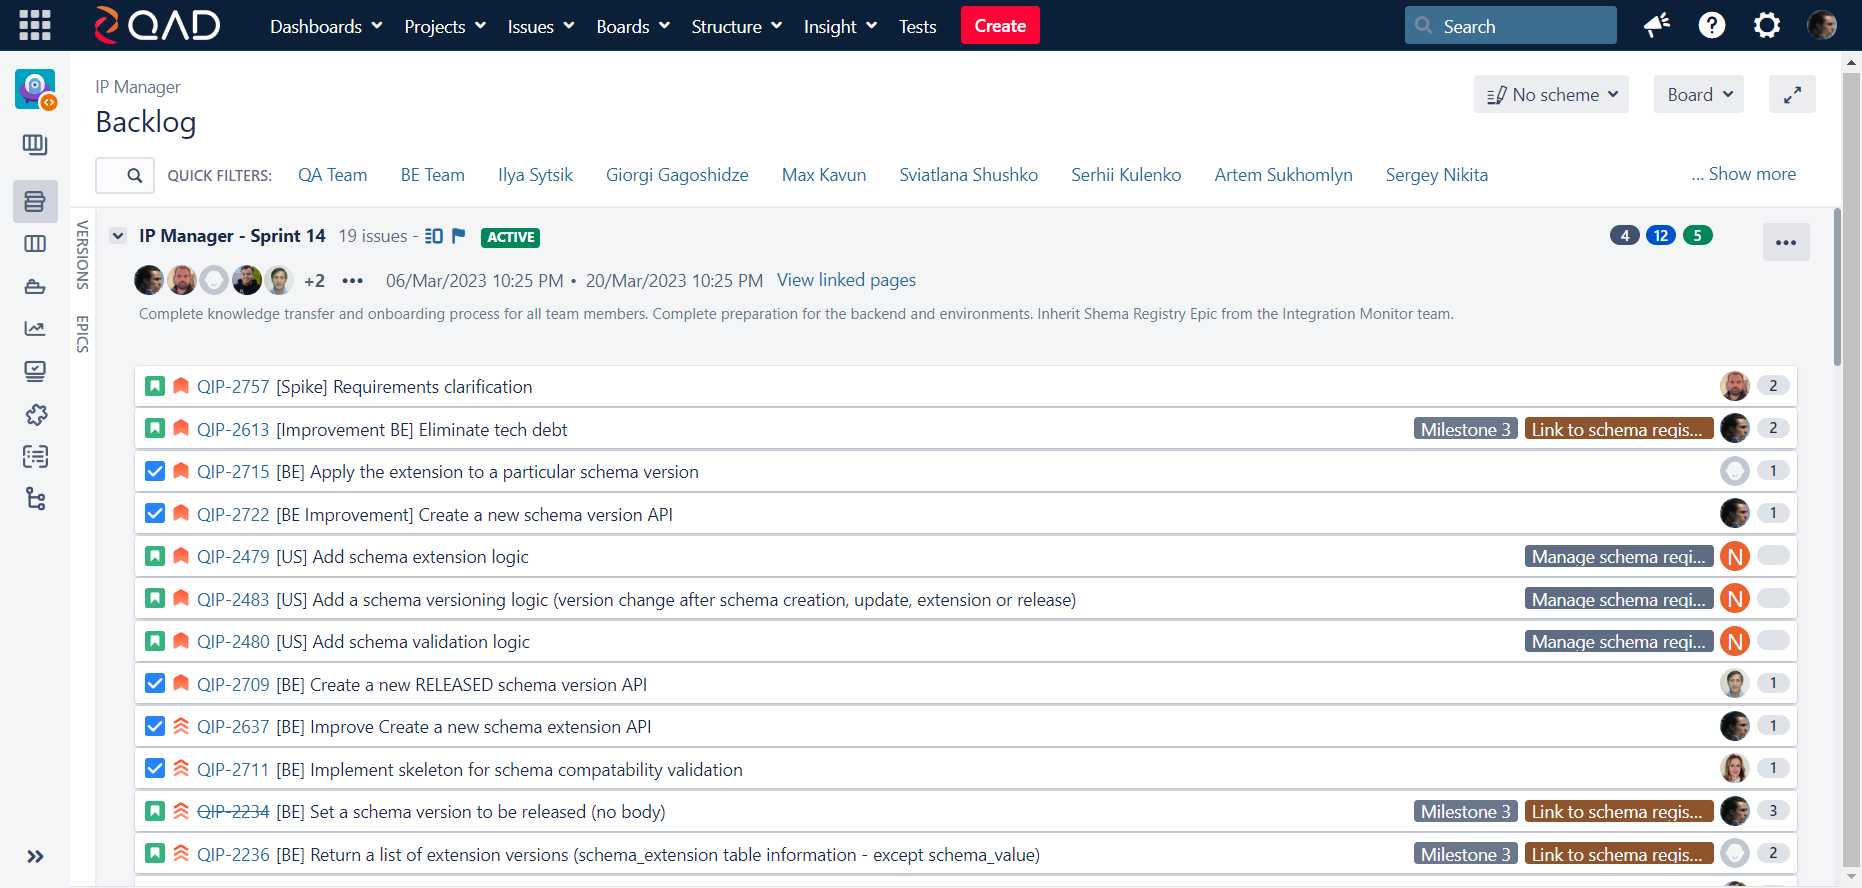 QAD Dashboards Projects Issues Boards Structure Insight Tests Create Search
IP Manager
Backlog
No scheme Board
QUICK FILTERS: QA Team BE Team Ilya Sytsik Giorgi Gagoshidze Max Kavun Sviatlana Shushko Serhii Kulenko Artem Sukhomlyn Sergey Nikita ... Show more
VERSIONS
EPICS
IP Manager - Sprint 14 19 issues - ACTIVE 4 12 5
+2 ••• 06/Mar/2023 10:25 PM • 20/Mar/2023 10:25 PM View linked pages
Complete knowledge transfer and onboarding process for all team members. Complete preparation for the backend and environments. Inherit Shema Registry Epic from the Integration Monitor team.
QIP-2757 [Spike] Requirements clarification 2
QIP-2613 [Improvement BE] Eliminate tech debt Milestone 3 Link to schema regis... 2
QIP-2715 [BE] Apply the extension to a particular schema version 1
QIP-2722 [BE Improvement] Create a new schema version API 1
QIP-2479 [US] Add schema extension logic Manage schema regi... N
QIP-2483 [US] Add a schema versioning logic (version change after schema creation, update, extension or release) Manage schema regi... N
QIP-2480 [US] Add schema validation logic Manage schema regi... N
QIP-2709 [BE] Create a new RELEASED schema version API 1
QIP-2637 [BE] Improve Create a new schema extension API 1
QIP-2711 [BE] Implement skeleton for schema compatability validation 1
QIP-2234 [BE] Set a schema version to be released (no body) Milestone 3 Link to schema regis... 3
QIP-2236 [BE] Return a list of extension versions (schema_extension table information - except schema_value) Milestone 3 Link to schema regis... 2